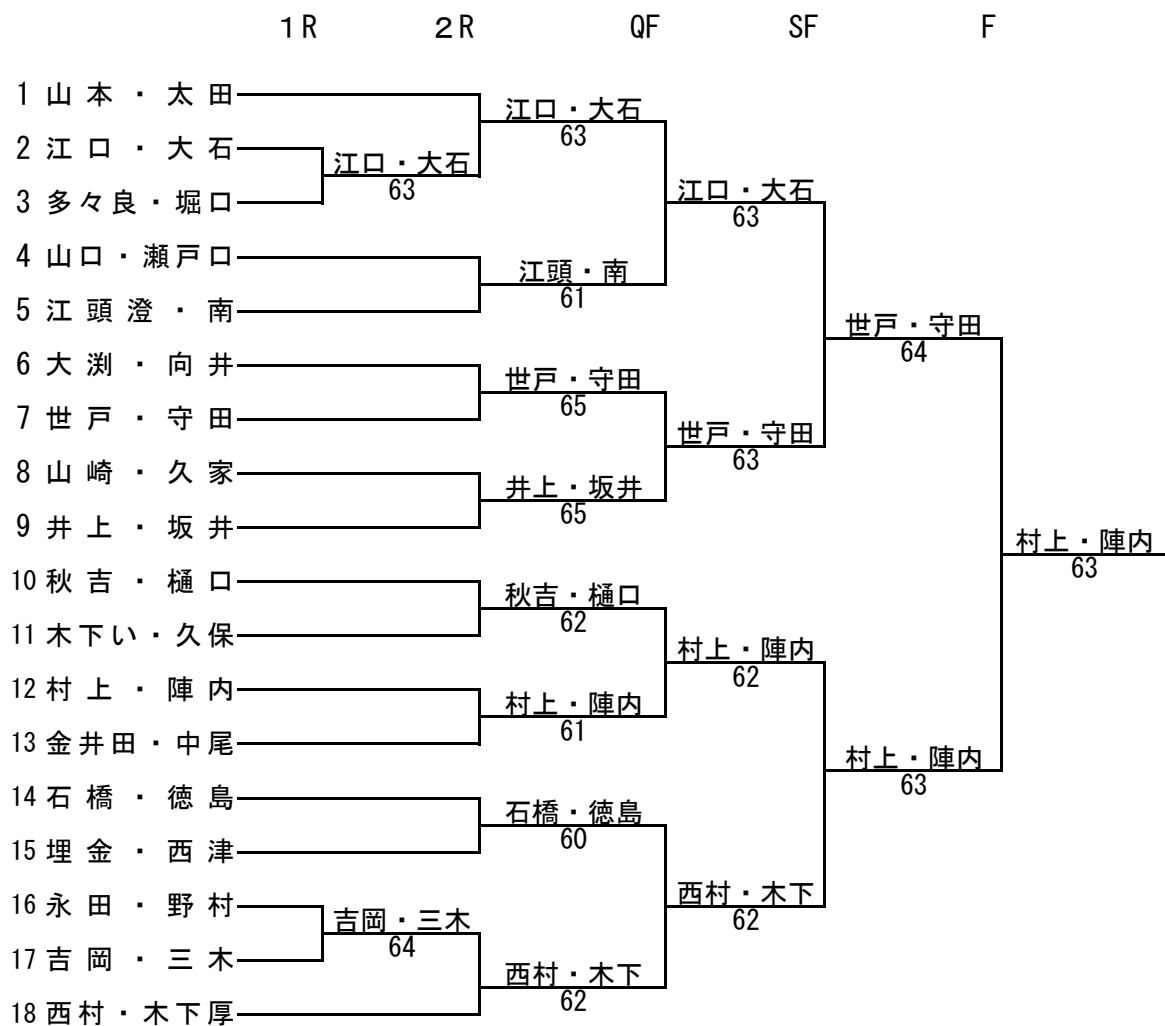 1R 2R QF SF F
1 山本・太田
江口・大石
63
2 江口・大石
江口・大石
63
3 多々良・堀口
江口・大石
63
4 山口・瀬戸口
江頭・南
61
5 江頭澄・南
世戸・守田
64
6 大渕・向井
世戸・守田
65
7 世戸・守田
世戸・守田
63
8 山崎・久家
井上・坂井
65
9 井上・坂井
村上・陣内
63
10 秋吉・樋口
秋吉・樋口
62
11 木下い・久保
村上・陣内
62
12 村上・陣内
村上・陣内
61
13 金井田・中尾
村上・陣内
63
14 石橋・徳島
石橋・徳島
60
15 埋金・西津
西村・木下
62
16 永田・野村
吉岡・三木
64
17 吉岡・三木
西村・木下
62
18 西村・木下厚